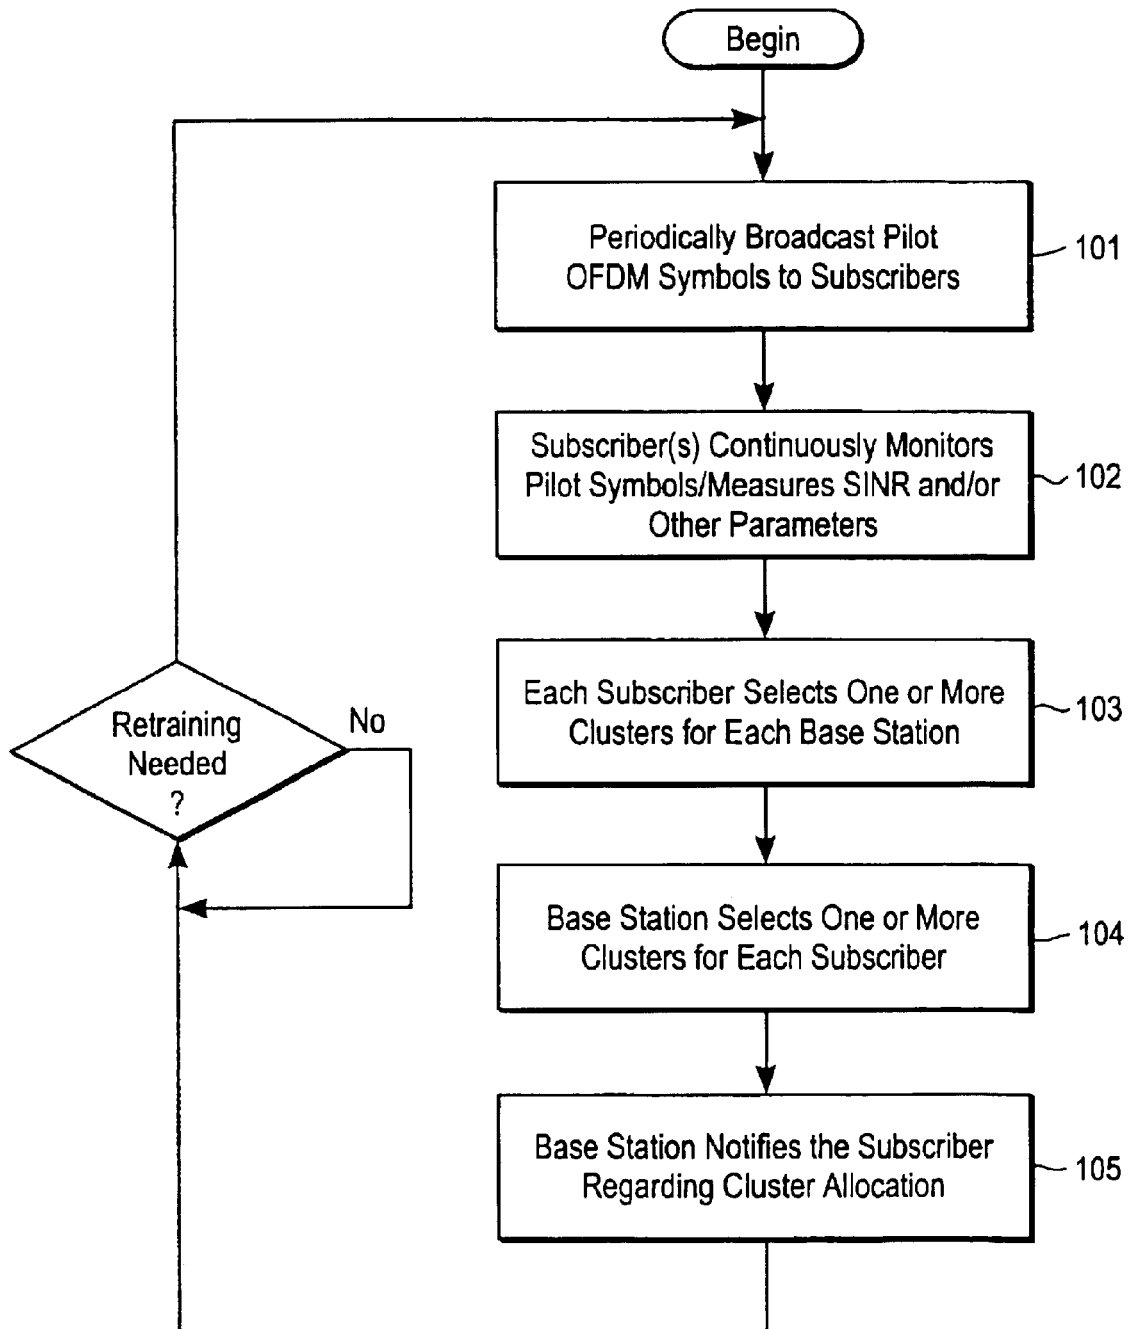 Begin
Periodically Broadcast Pilot
OFDM Symbols to Subscribers
101
Subscriber(s) Continuously Monitors
Pilot Symbols/Measures SINR and/or
Other Parameters
102
Each Subscriber Selects One or More
Clusters for Each Base Station
103
Retraining
Needed
?
No
Base Station Selects One or More
Clusters for Each Subscriber
104
Base Station Notifies the Subscriber
Regarding Cluster Allocation
105